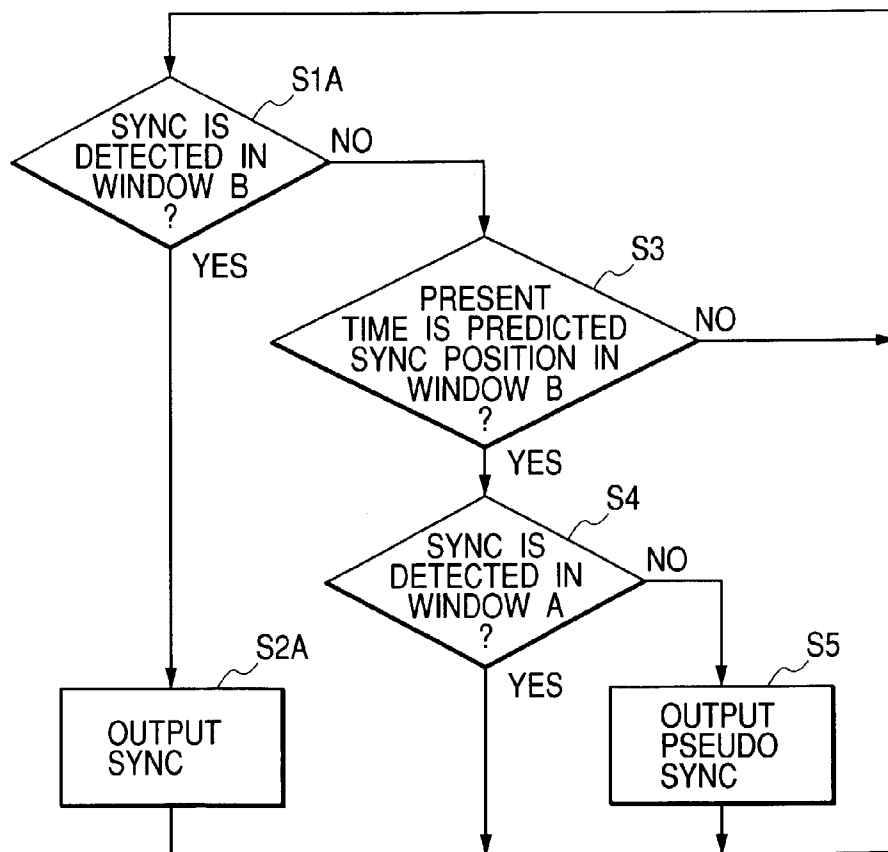 S1A
SYNC IS
DETECTED IN
WINDOW B
?
NO
YES
S3
PRESENT
TIME IS PREDICTED
SYNC POSITION IN
WINDOW B
?
NO
YES
S4
SYNC IS
DETECTED IN
WINDOW A
?
NO
YES
S2A
OUTPUT
SYNC
S5
OUTPUT
PSEUDO
SYNC